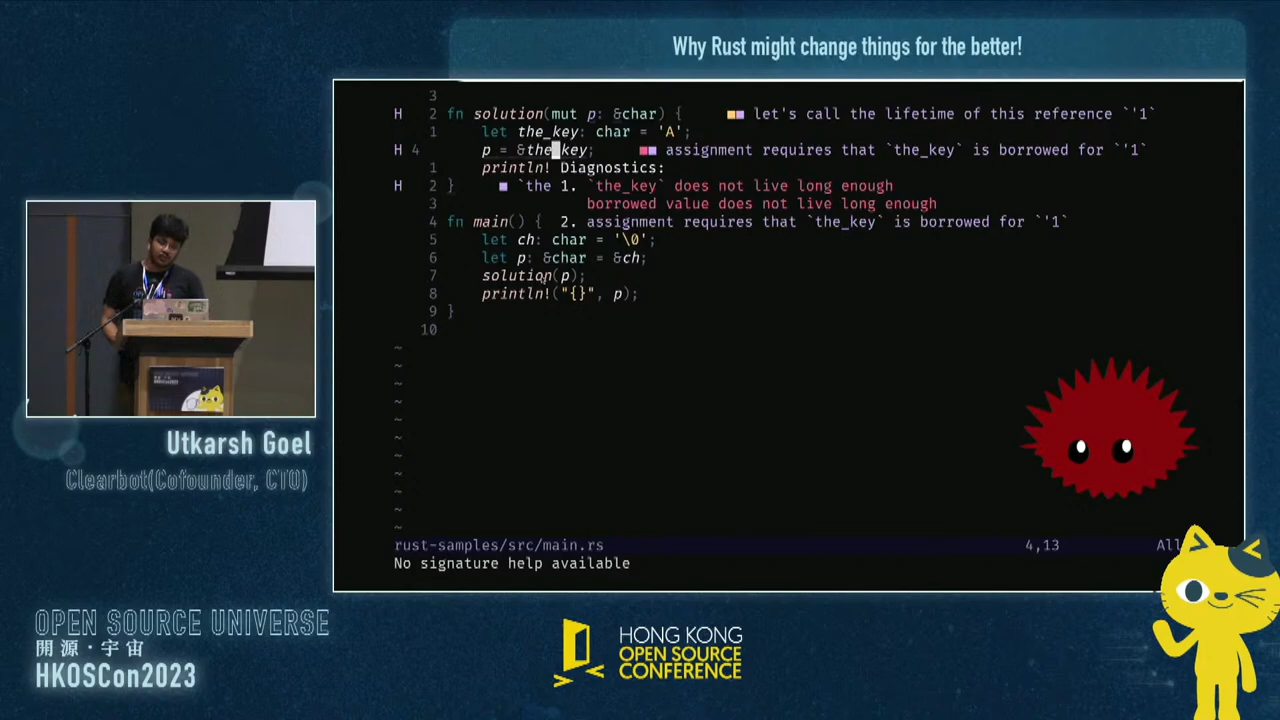 Why Rust might change things for the better!
3
H 2 fn solution(mut p: &char) { ■■ let's call the lifetime of this reference `'1`
1 let the_key: char = 'A';
H 4 p = &the_key; ■■ assignment requires that `the_key` is borrowed for `'1`
1 println! Diagnostics:
H 2 } ■ `the 1. `the_key` does not live long enough
3 borrowed value does not live long enough
4 fn main() { 2. assignment requires that `the_key` is borrowed for `'1`
5 let ch: char = '\0';
6 let p: &char = &ch;
7 solution(p);
8 println!("{}", p);
9 }
10
~
~
~
~
~
~
~
~
~
~
~
rust-samples/src/main.rs 4,13 All
No signature help available
Utkarsh Goel
Clearbot(Cofounder, CTO)
OPEN SOURCE UNIVERSE
開源·宇宙
HKOSCon2023
HONG KONG
OPEN SOURCE
CONFERENCE